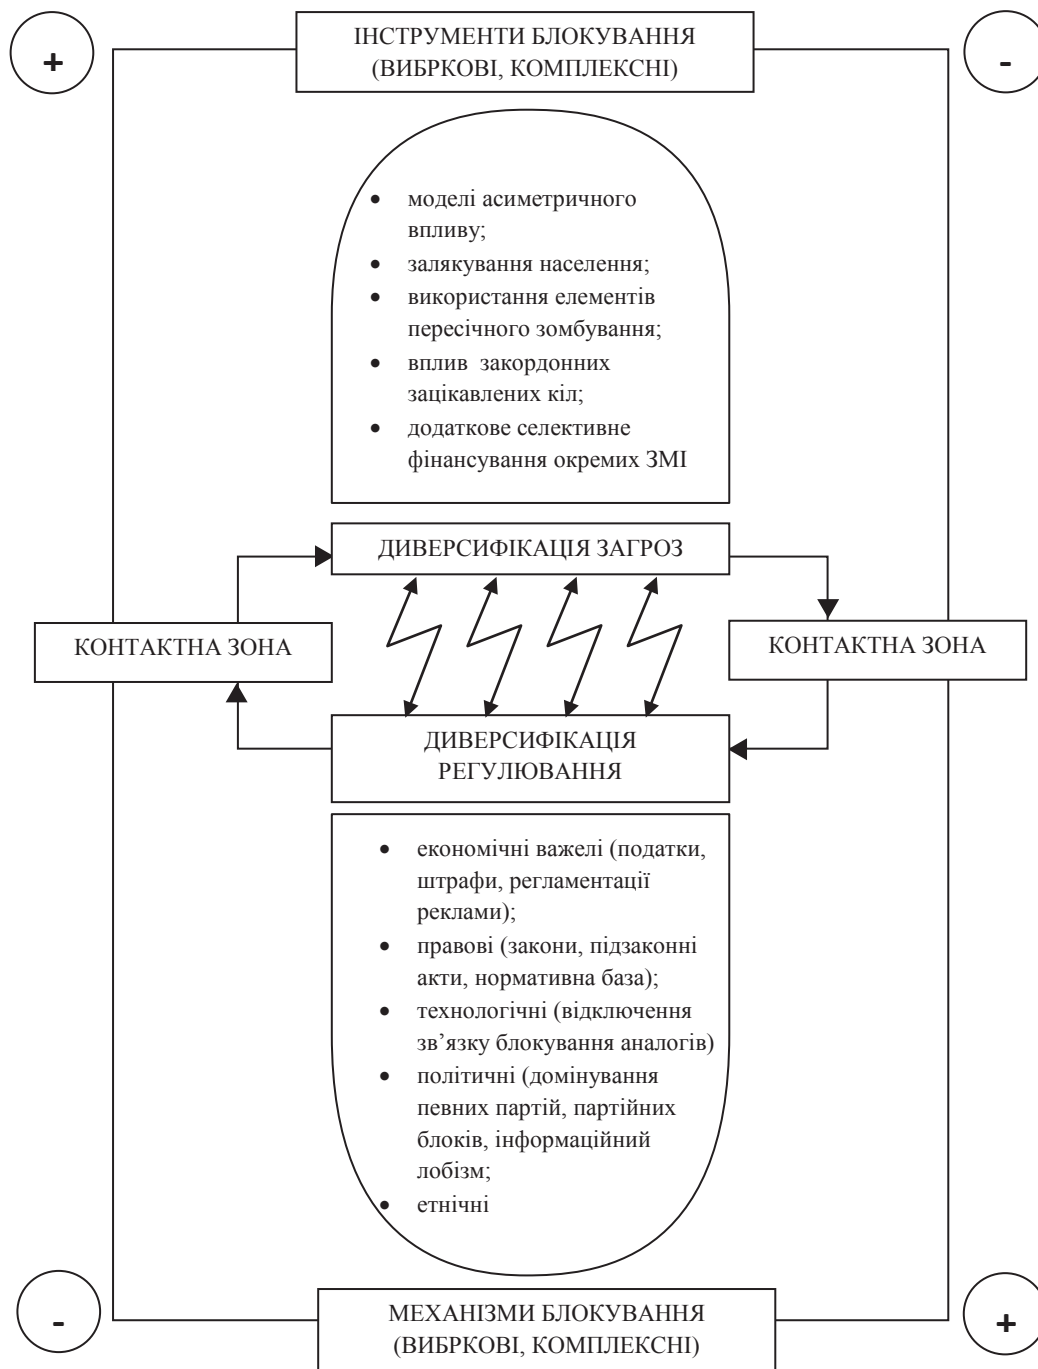 +
ІНСТРУМЕНТИ БЛОКУВАННЯ
(ВИБРКОВІ, КОМПЛЕКСНІ)
-
• моделі асиметричного
впливу;
• залякування населення;
• використання елементів
пересічного зомбування;
• вплив закордонних
зацікавлених кіл;
• додаткове селективне
фінансування окремих ЗМІ
ДИВЕРСИФІКАЦІЯ ЗАГРОЗ
КОНТАКТНА ЗОНА
КОНТАКТНА ЗОНА
ДИВЕРСИФІКАЦІЯ
РЕГУЛЮВАННЯ
• економічні важелі (податки,
штрафи, регламентації
реклами);
• правові (закони, підзаконні
акти, нормативна база);
• технологічні (відключення
зв’язку блокування аналогів)
• політичні (домінування
певних партій, партійних
блоків, інформаційний
лобізм;
• етнічні
-
МЕХАНІЗМИ БЛОКУВАННЯ
(ВИБРКОВІ, КОМПЛЕКСНІ)
+